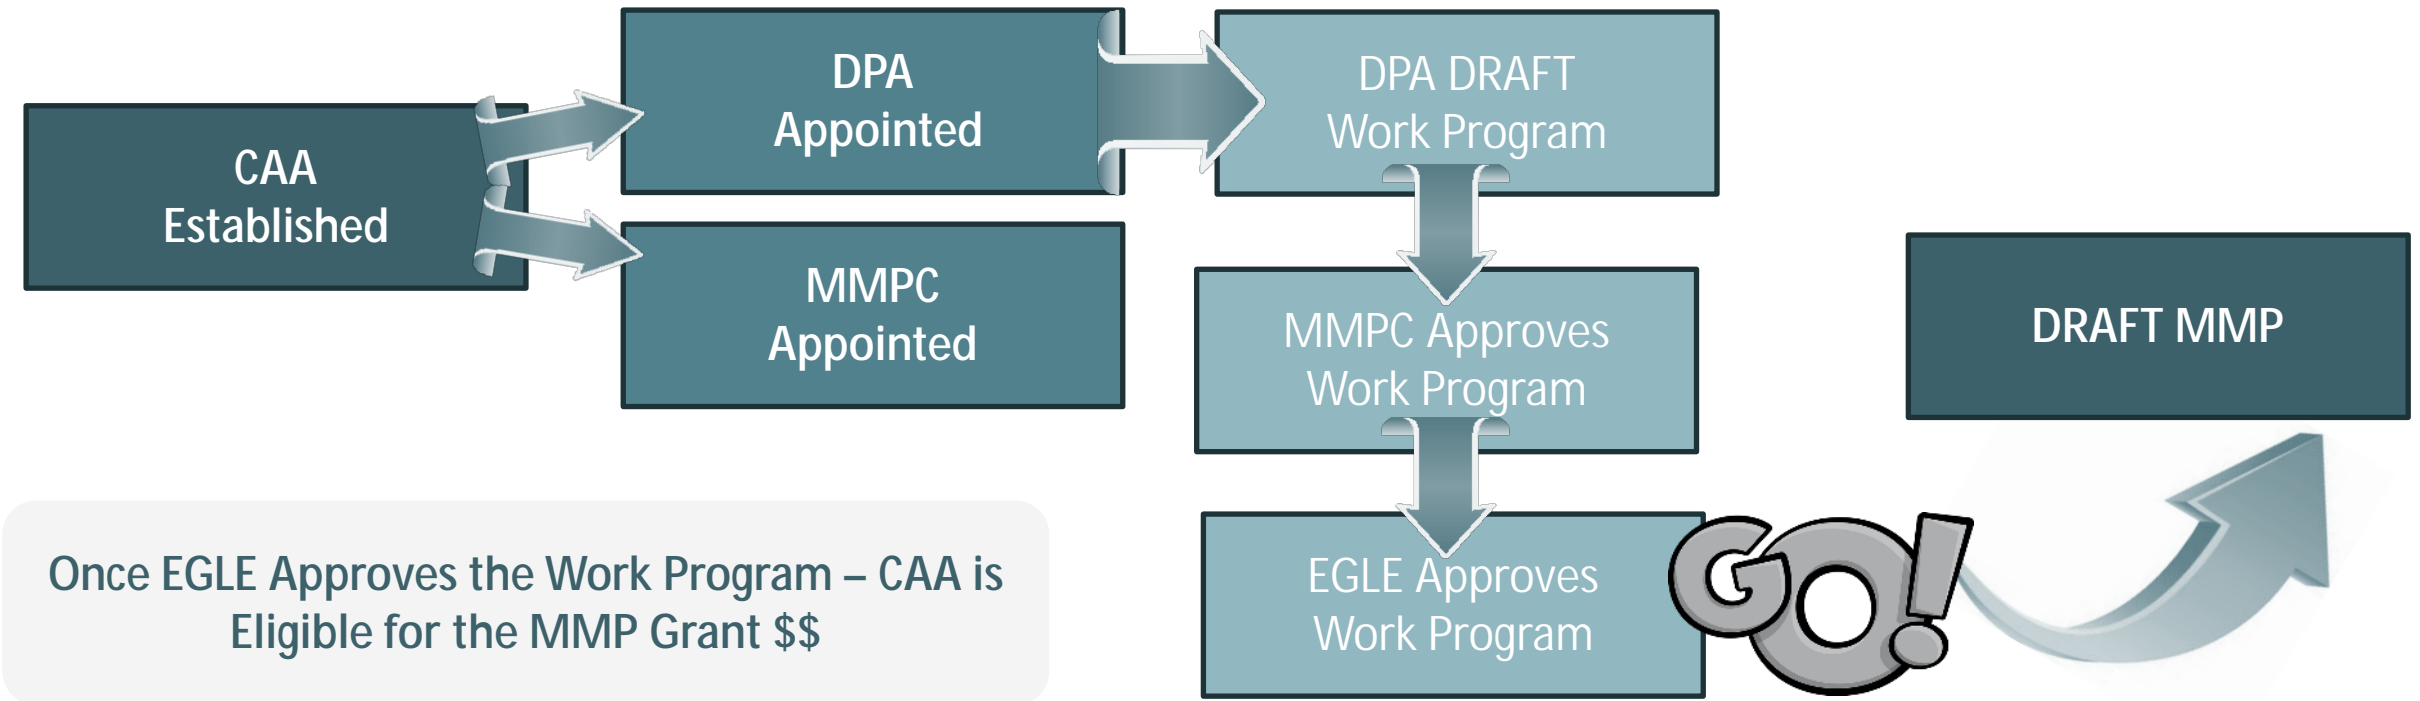 CAA
Established
DPA
Appointed
MMPC
Appointed
DPA DRAFT
Work Program
MMPC Approves
Work Program
EGLE Approves
Work Program
GO!
DRAFT MMP
Once EGLE Approves the Work Program – CAA is
Eligible for the MMP Grant $$